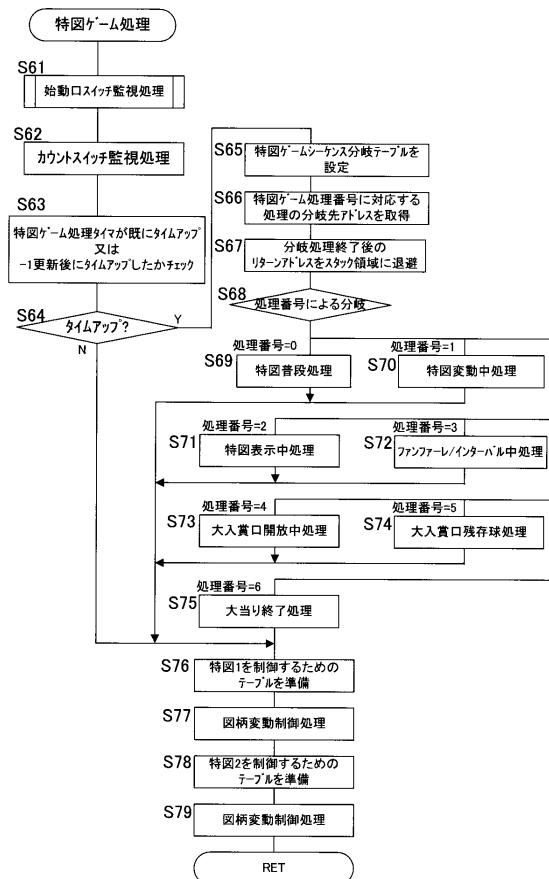 特図ゲーム処理
S61
始動口スイッチ監視処理
S62
カウントスイッチ監視処理
S63
特図ゲーム処理タイマが既にタイムアップ
又は
-1更新後にタイムアップしたかチェック
S64
タイムアップ?
Y
N
S65
特図ゲームシーケンス分岐テーブルを
設定
S66
特図ゲーム処理番号に対応する
処理の分岐先アドレスを取得
S67
分岐処理終了後の
リターンアドレスをスタック領域に退避
S68
処理番号による分岐
処理番号=0
S69
特図普段処理
処理番号=1
S70
特図変動中処理
処理番号=2
S71
特図表示中処理
処理番号=3
S72
ファンファーレ/インターバル中処理
処理番号=4
S73
大入賞口開放中処理
処理番号=5
S74
大入賞口残存球処理
処理番号=6
S75
大当り終了処理
S76
特図1を制御するための
テーブルを準備
S77
図柄変動制御処理
S78
特図2を制御するための
テーブルを準備
S79
図柄変動制御処理
RET